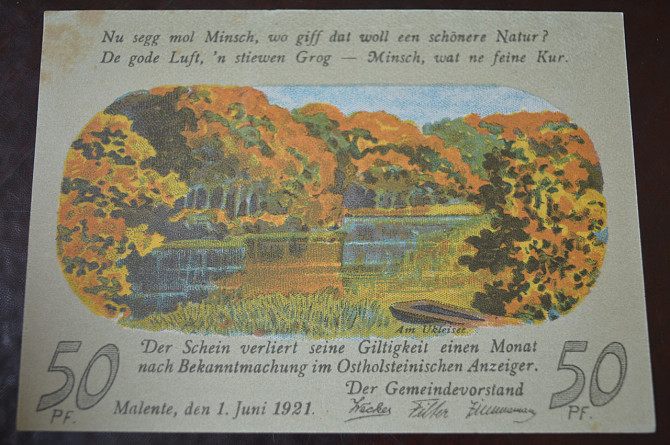 Nu segg mol Minsch, wo giff dat woll een schönere Natur?
De gode Luft, 'n stiewen Grog — Minsch, wat ne feine Kur.
Am Ukleisee
Der Schein verliert seine Giltigkeit einen Monat
nach Bekanntmachung im Ostholsteinischen Anzeiger.
Der Gemeindevorstand
50 PF.
Malente, den 1. Juni 1921.
50 PF.